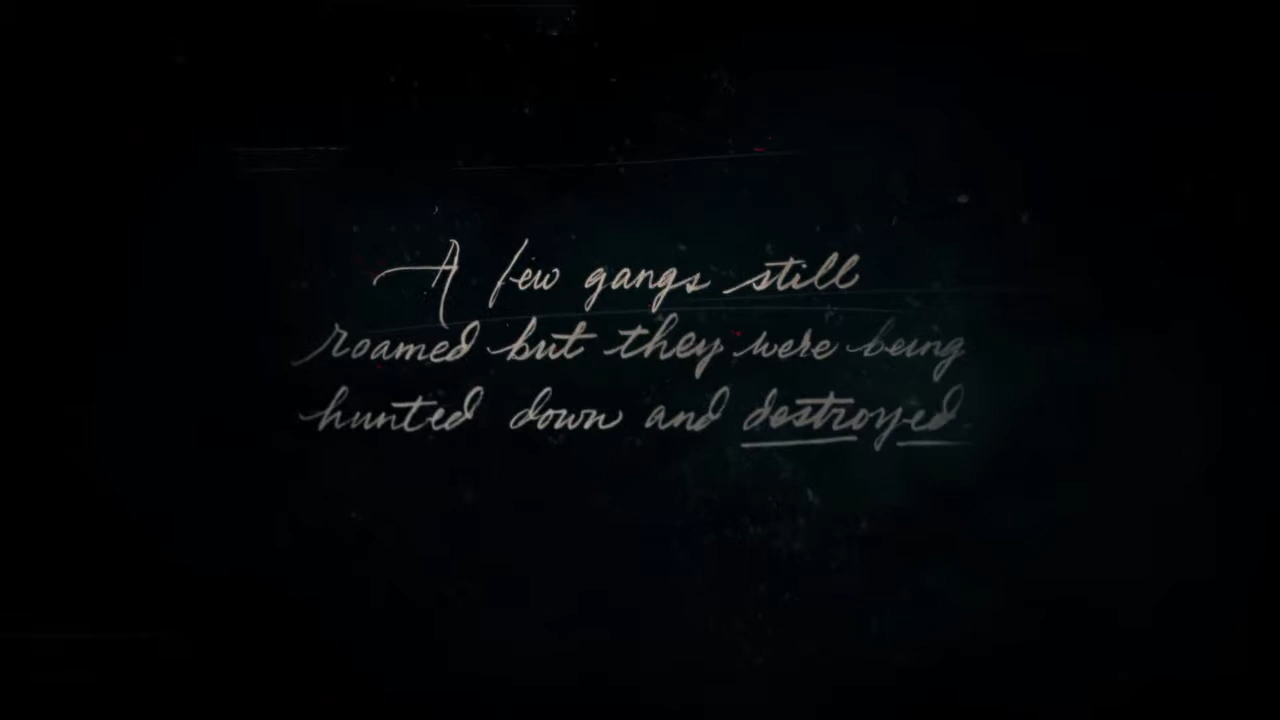 A few gangs still
roamed but they were being
hunted down and destroyed.